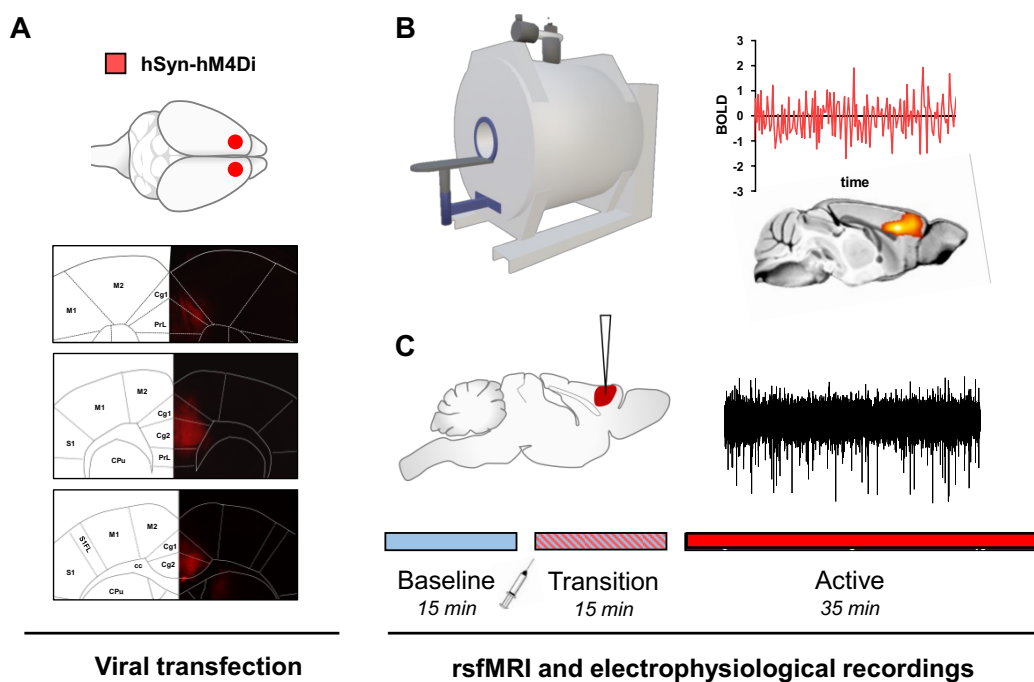 A
hSyn-hM4Di
M2
M1
Cg1
PrL
M2
M1
Cg1
Cg2
S1
PrL
CPu
M2
M1
S1FL
Cg1
S1
cc
Cg2
CPu
Viral transfection
B
3
2
1
0
-1
-2
-3
BOLD
time
C
Baseline
15 min
Transition
15 min
Active
35 min
rsfMRI and electrophysiological recordings